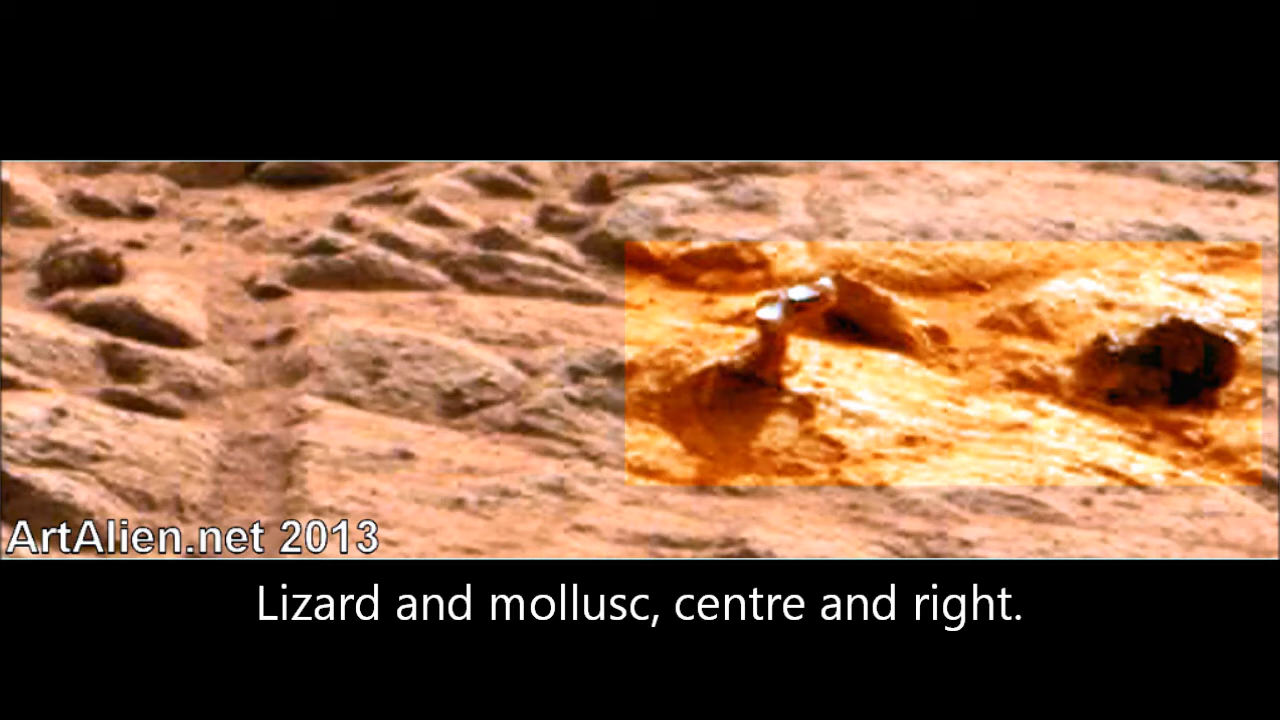 ArtAlien.net 2013
Lizard and mollusc, centre and right.